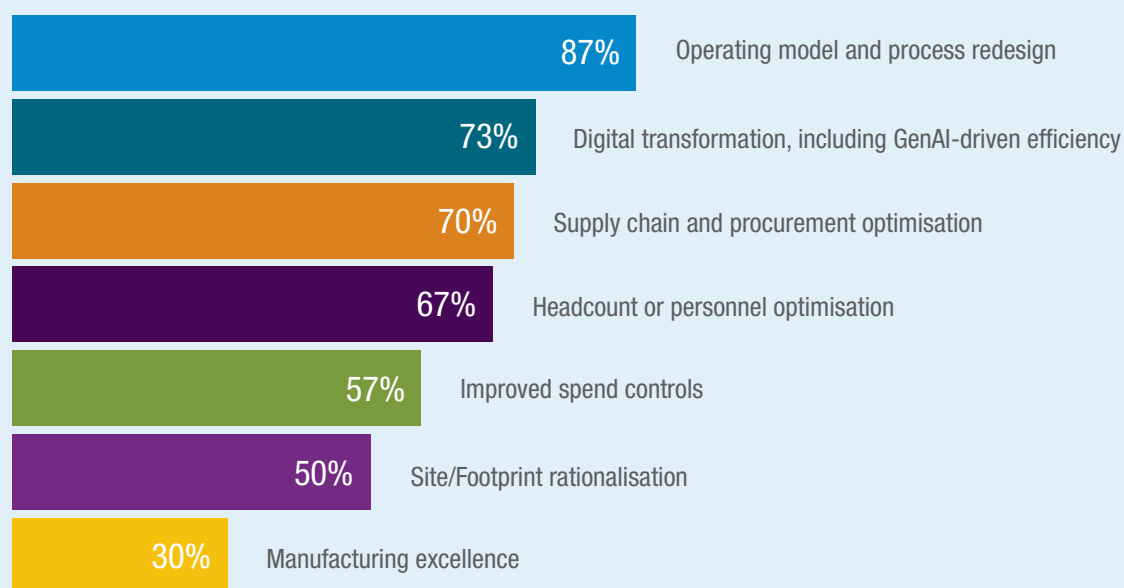 87% Operating model and process redesign
73% Digital transformation, including GenAI-driven efficiency
70% Supply chain and procurement optimisation
67% Headcount or personnel optimisation
57% Improved spend controls
50% Site/Footprint rationalisation
30% Manufacturing excellence